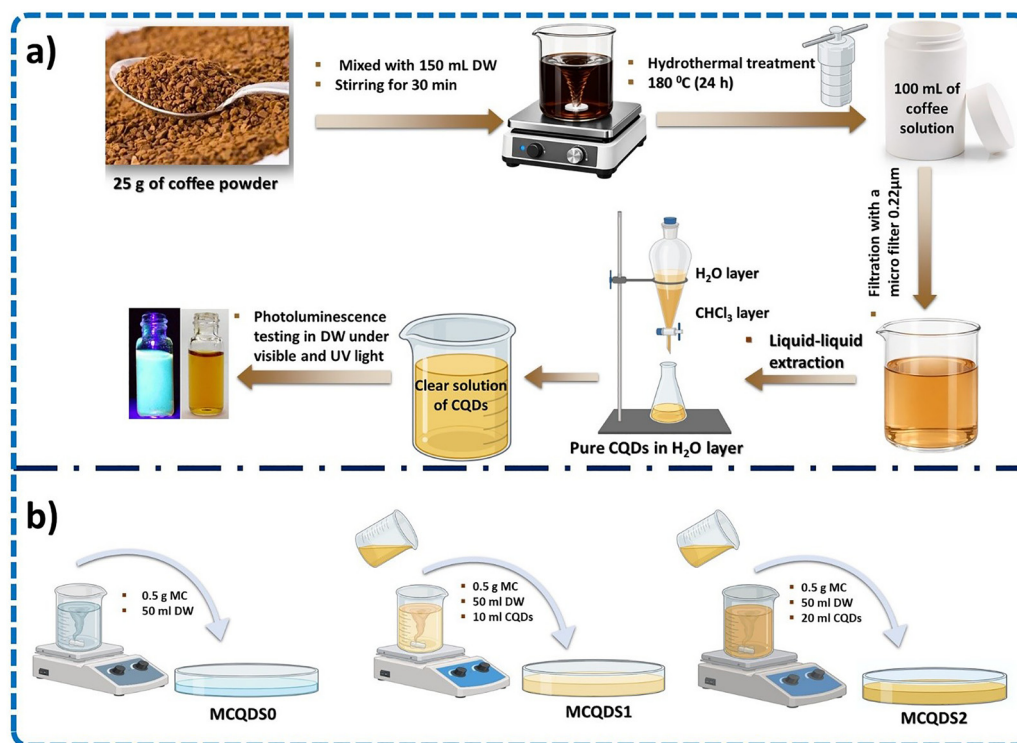 a)
▪ Mixed with 150 mL DW
▪ Stirring for 30 min
▪ Hydrothermal treatment
▪ 180 ⁰C (24 h)
100 mL of
coffee
solution
25 g of coffee powder
▪ Filtration with a
micro filter 0.22µm
H₂O layer
CHCl₃ layer
▪ Liquid-liquid
extraction
Pure CQDs in H₂O layer
Clear solution
of CQDs
▪ Photoluminescence
testing in DW under
visible and UV light
b)
▪ 0.5 g MC
▪ 50 ml DW
MCQDS0
▪ 0.5 g MC
▪ 50 ml DW
▪ 10 ml CQDs
MCQDS1
▪ 0.5 g MC
▪ 50 ml DW
▪ 20 ml CQDs
MCQDS2